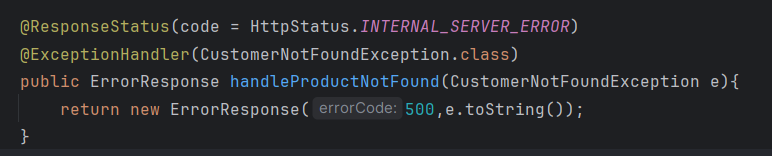 @ResponseStatus(code = HttpStatus.INTERNAL_SERVER_ERROR)
@ExceptionHandler(CustomerNotFoundException.class)
public ErrorResponse handleProductNotFound(CustomerNotFoundException e){
return new ErrorResponse( errorCode: 500,e.toString());
}